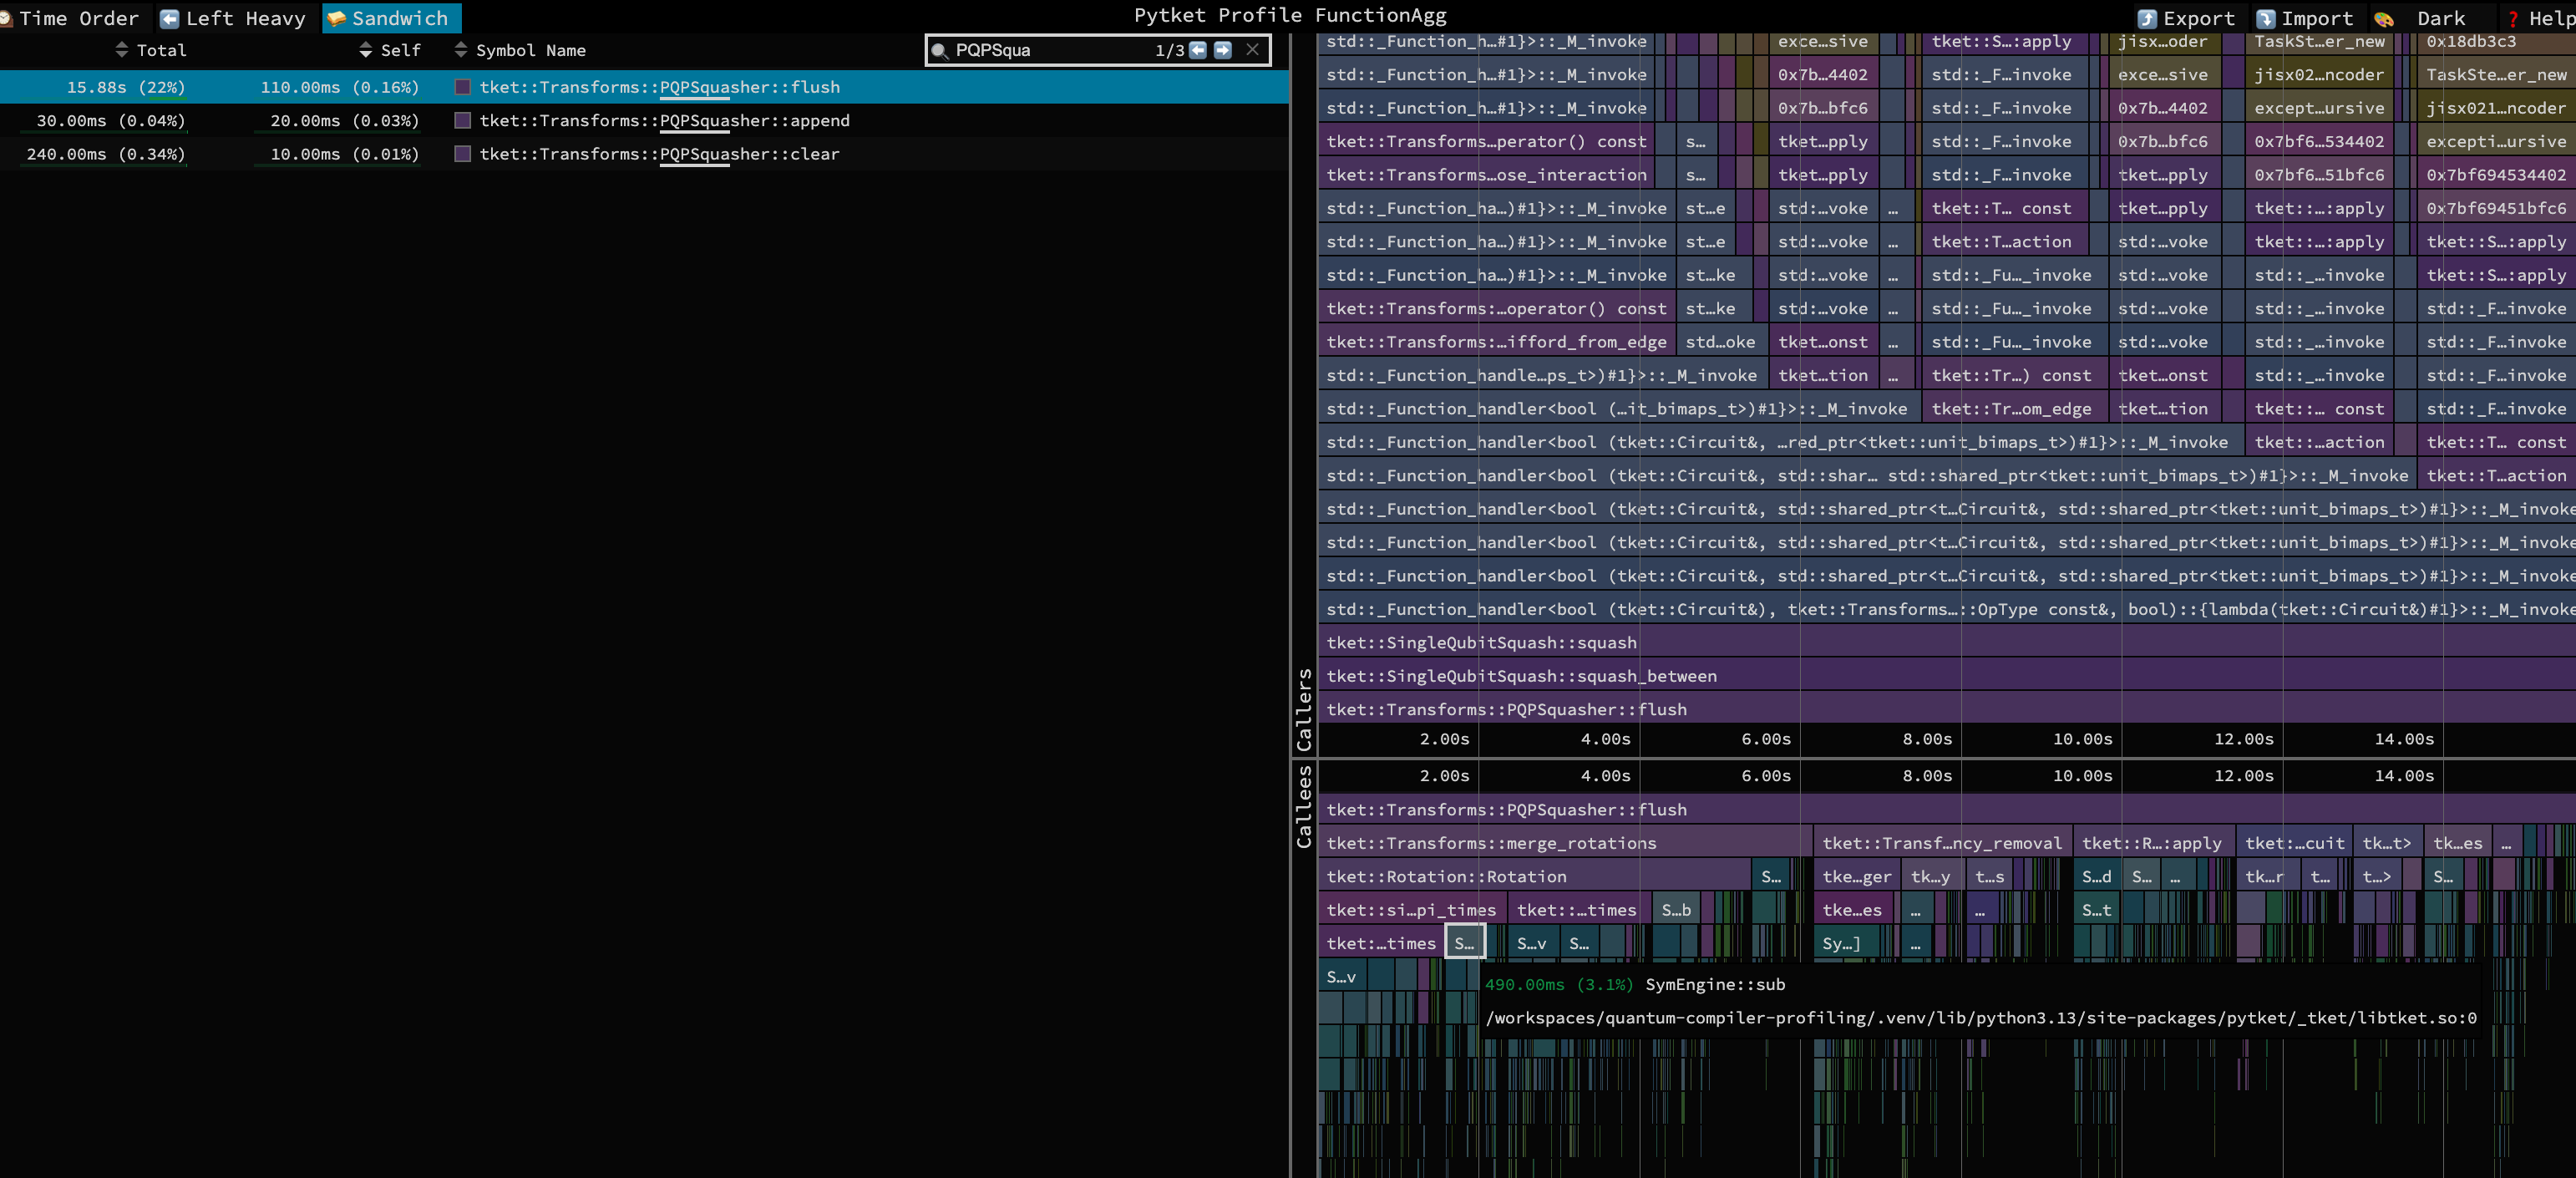 Time Order Left Heavy Sandwich Pytket Profile FunctionAgg Export Import Dark Help
Total Self Symbol Name PQPSqua 1/3
15.88s (22%) 110.00ms (0.16%) tket::Transforms::PQPSquasher::flush
30.00ms (0.04%) 20.00ms (0.03%) tket::Transforms::PQPSquasher::append
240.00ms (0.34%) 10.00ms (0.01%) tket::Transforms::PQPSquasher::clear
std::_Function_h…#1}>::_M_invoke exce…sive tket::S…:apply jisx…oder TaskSt…er_new 0x18db3c3
std::_Function_h…#1}>::_M_invoke 0x7b…4402 std::_F…invoke exce…sive jisx02…ncoder TaskSte…er_new
std::_Function_h…#1}>::_M_invoke 0x7b…bfc6 std::_F…invoke 0x7b…4402 except…ursive jisx021…ncoder
tket::Transforms…perator() const s… tket…pply std::_F…invoke 0x7b…bfc6 0x7bf6…534402 excepti…ursive
tket::Transforms…ose_interaction s… tket…pply std::_F…invoke tket…pply 0x7bf6…51bfc6 0x7bf694534402
std::_Function_ha…)#1}>::_M_invoke st…e std:…voke … tket::T… const tket…pply tket::…:apply 0x7bf69451bfc6
std::_Function_ha…)#1}>::_M_invoke st…e std:…voke … tket::T…action std:…voke tket::…:apply tket::S…:apply
std::_Function_ha…)#1}>::_M_invoke st…ke std:…voke … std::_Fu…_invoke std:…voke std::_…invoke tket::S…:apply
tket::Transforms:…operator() const st…ke std:…voke … std::_Fu…_invoke std:…voke std::_…invoke std::_F…invoke
tket::Transforms:…ifford_from_edge std…oke tket…onst … std::_Fu…_invoke std:…voke std::_…invoke std::_F…invoke
std::_Function_handle…ps_t>)#1}>::_M_invoke tket…tion … tket::Tr…) const tket…onst std::_…invoke std::_F…invoke
std::_Function_handler<bool (…it_bimaps_t>)#1}>::_M_invoke tket::Tr…om_edge tket…tion tket::… const std::_F…invoke
std::_Function_handler<bool (tket::Circuit&, …red_ptr<tket::unit_bimaps_t>)#1}>::_M_invoke tket::…action tket::T… const
std::_Function_handler<bool (tket::Circuit&, std::shar… std::shared_ptr<tket::unit_bimaps_t>)#1}>::_M_invoke tket::T…action
std::_Function_handler<bool (tket::Circuit&, std::shared_ptr<t…Circuit&, std::shared_ptr<tket::unit_bimaps_t>)#1}>::_M_invoke
std::_Function_handler<bool (tket::Circuit&, std::shared_ptr<t…Circuit&, std::shared_ptr<tket::unit_bimaps_t>)#1}>::_M_invoke
std::_Function_handler<bool (tket::Circuit&, std::shared_ptr<t…Circuit&, std::shared_ptr<tket::unit_bimaps_t>)#1}>::_M_invoke
std::_Function_handler<bool (tket::Circuit&), tket::Transforms…::OpType const&, bool)::{lambda(tket::Circuit&)#1}>::_M_invoke
tket::SingleQubitSquash::squash
tket::SingleQubitSquash::squash_between
tket::Transforms::PQPSquasher::flush
Callers
2.00s 4.00s 6.00s 8.00s 10.00s 12.00s 14.00s
Callees
2.00s 4.00s 6.00s 8.00s 10.00s 12.00s 14.00s
tket::Transforms::PQPSquasher::flush
tket::Transforms::merge_rotations tket::Transf…ncy_removal tket::R…:apply tket:…cuit tk…t> tk…es …
tket::Rotation::Rotation S… tke…ger tk…y t…s S…d S… … tk…r t… t…> S…
tket::si…pi_times tket::…times S…b tke…es … … S…t
tket:…times S… S…v S… Sy…] …
S…v
490.00ms (3.1%) SymEngine::sub
/workspaces/quantum-compiler-profiling/.venv/lib/python3.13/site-packages/pytket/_tket/libtket.so:0